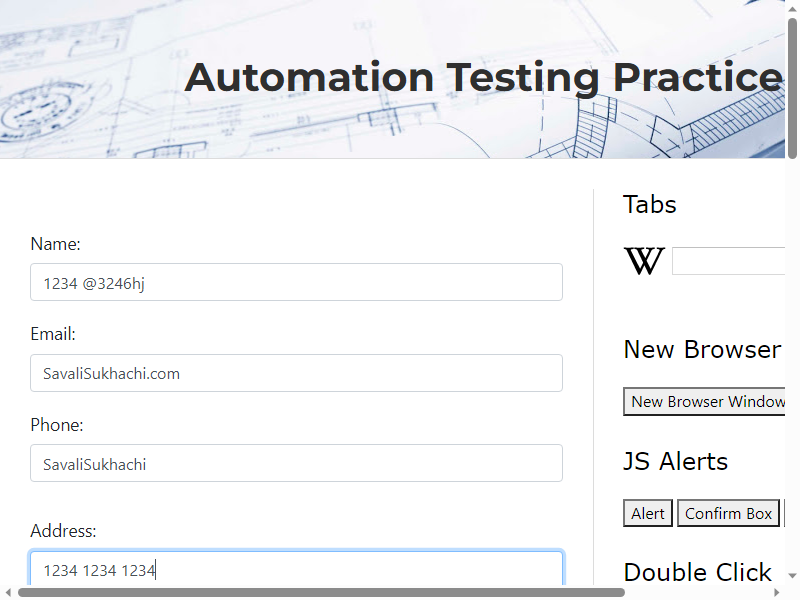 Automation Testing Practice
Name:
1234 @3246hj
Email:
SavaliSukhachi.com
Phone:
SavaliSukhachi
Address:
1234 1234 1234
Tabs
W
New Browser
New Browser Window
JS Alerts
Alert
Confirm Box
Double Click